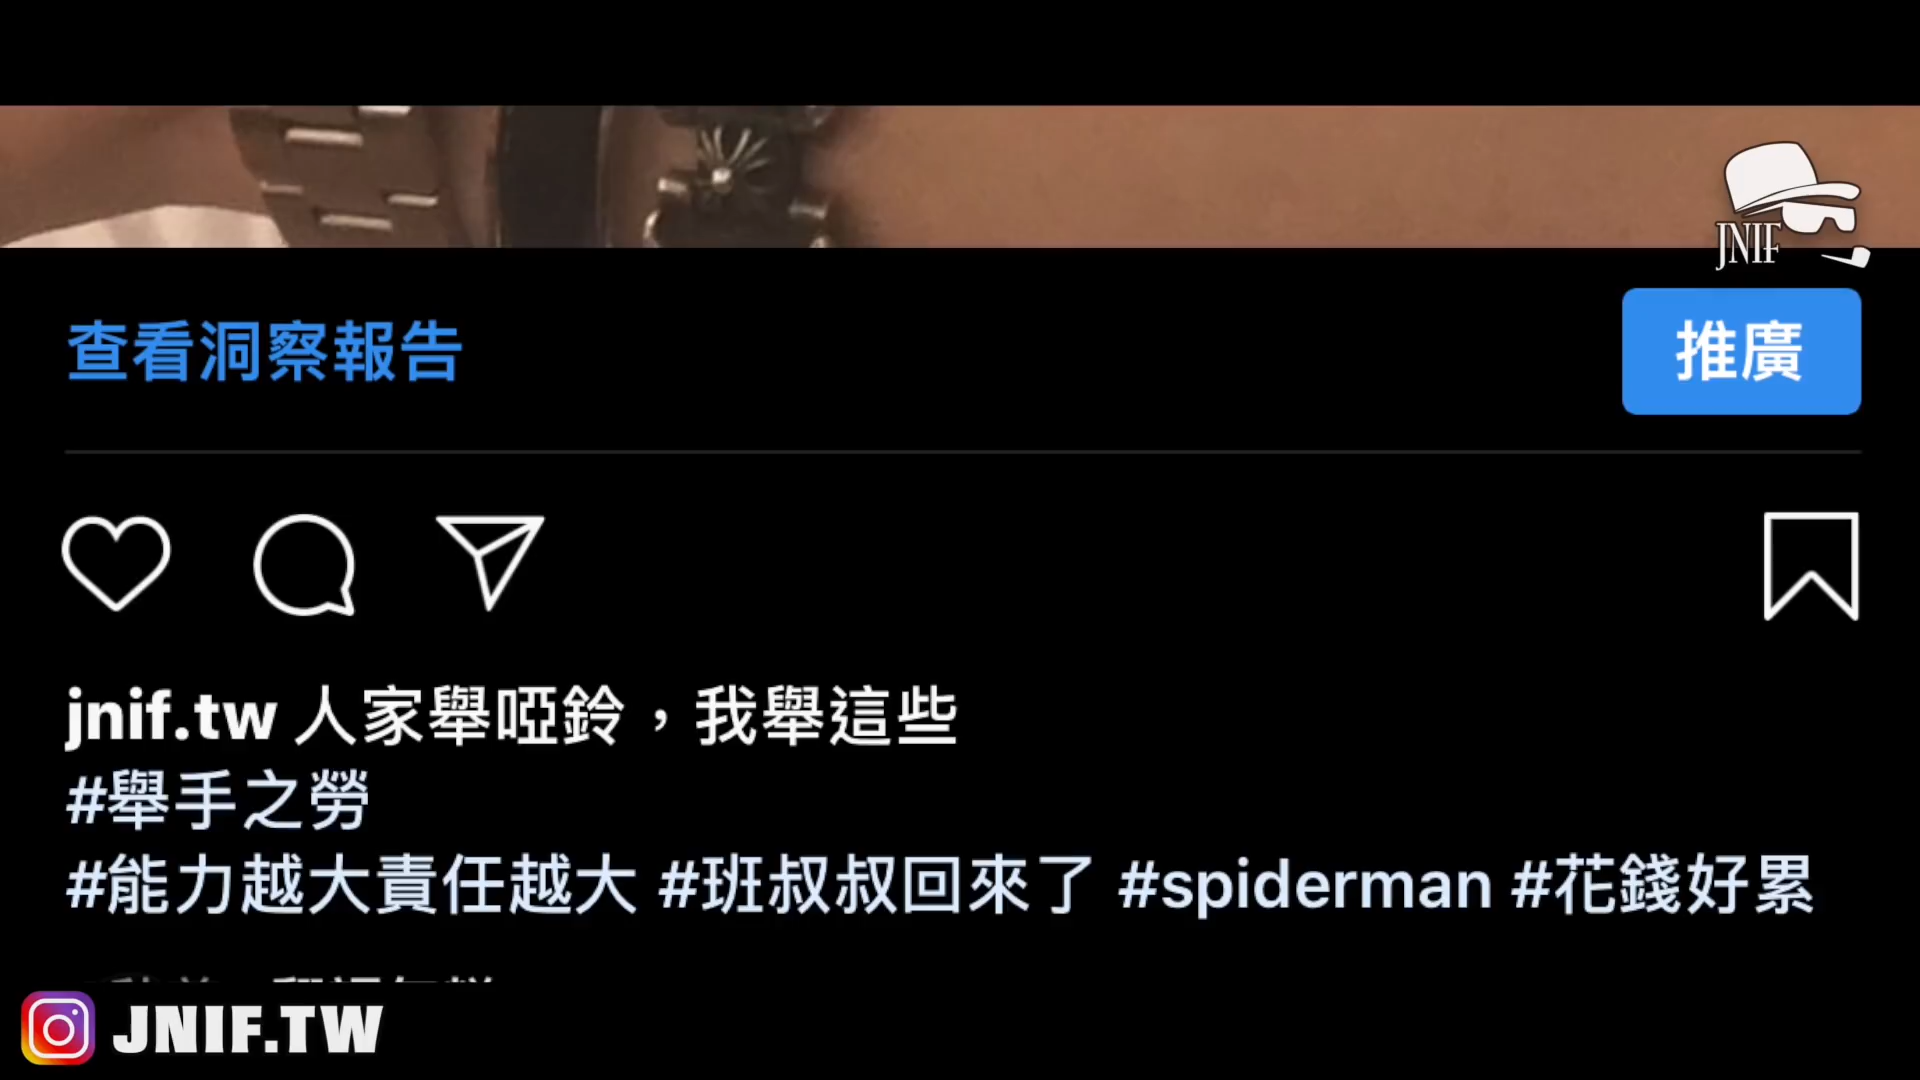 JNIF
查看洞察報告
推廣
jnif.tw 人家舉啞鈴，我舉這些
#舉手之勞
#能力越大責任越大 #班叔叔回來了 #spiderman #花錢好累
JNIF.TW